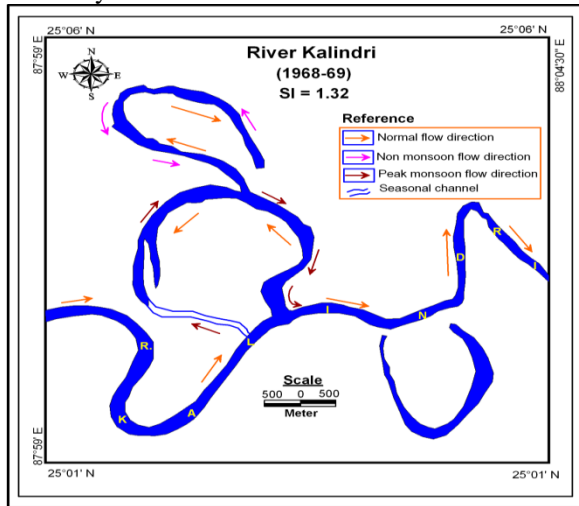 25°06' N
25°06' N
87°59' E
88°04'30" E
N
W
E
S
River Kalindri
(1968-69)
SI = 1.32
Reference
Normal flow direction
Non monsoon flow direction
Peak monsoon flow direction
Seasonal channel
R. K A L I N D R I
Scale
500 0 500
Meter
87°59' E
25°01' N
25°01' N